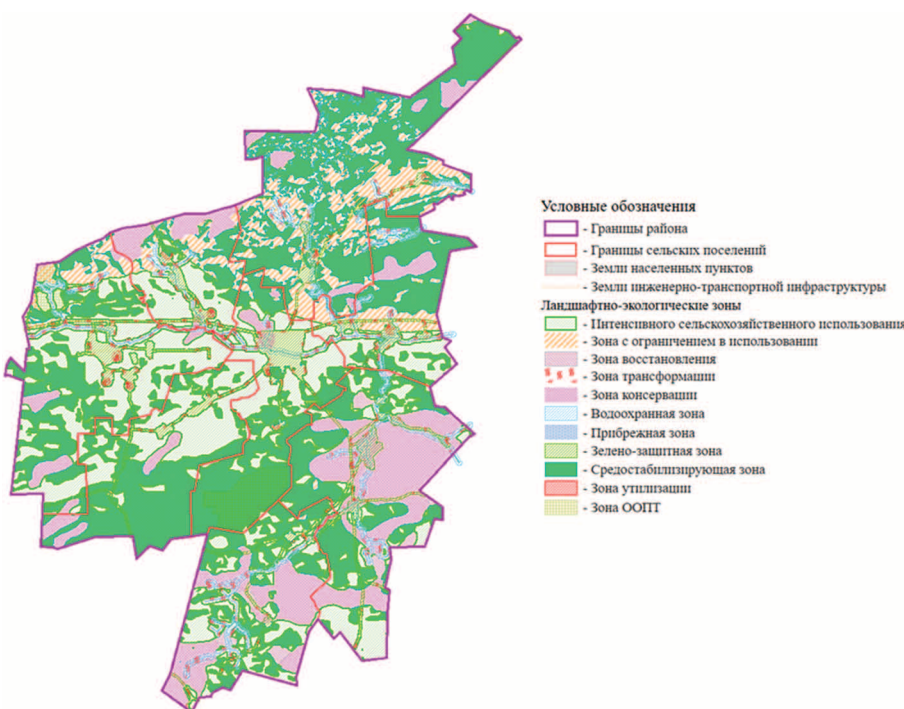 Условные обозначения
- Границы района
- Границы сельских поселений
- Земли населенных пунктов
- Земли инженерно-транспортной инфраструктуры
Ландшафтно-экологические зоны
- Интенсивного сельскохозяйственного использования
- Зона с ограничением в использовании
- Зона восстановления
- Зона трансформации
- Зона консервации
- Водоохранная зона
- Прибрежная зона
- Зелено-защитная зона
- Средостабилизирующая зона
- Зона утилизации
- Зона ООПТ